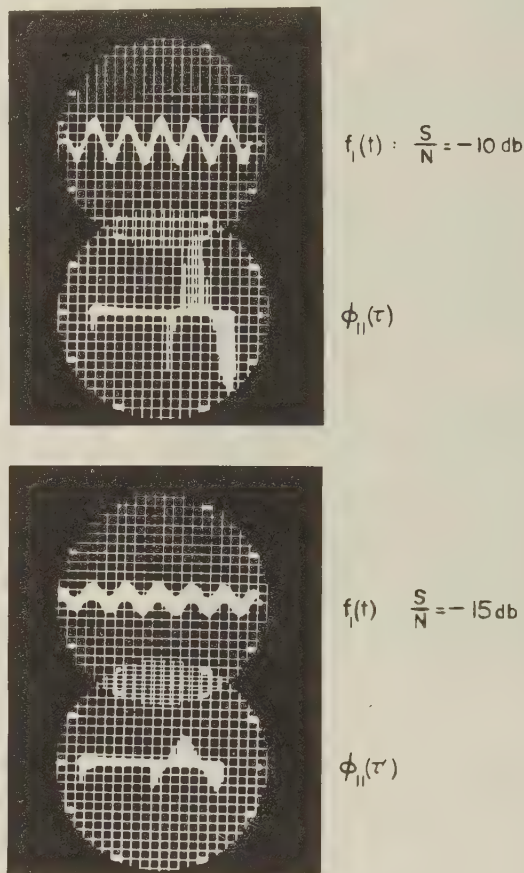 f₁(t) : S/N = -10 db
ϕ₁₁(τ)
f₁(t) S/N = -15 db
ϕ₁₁(τ)